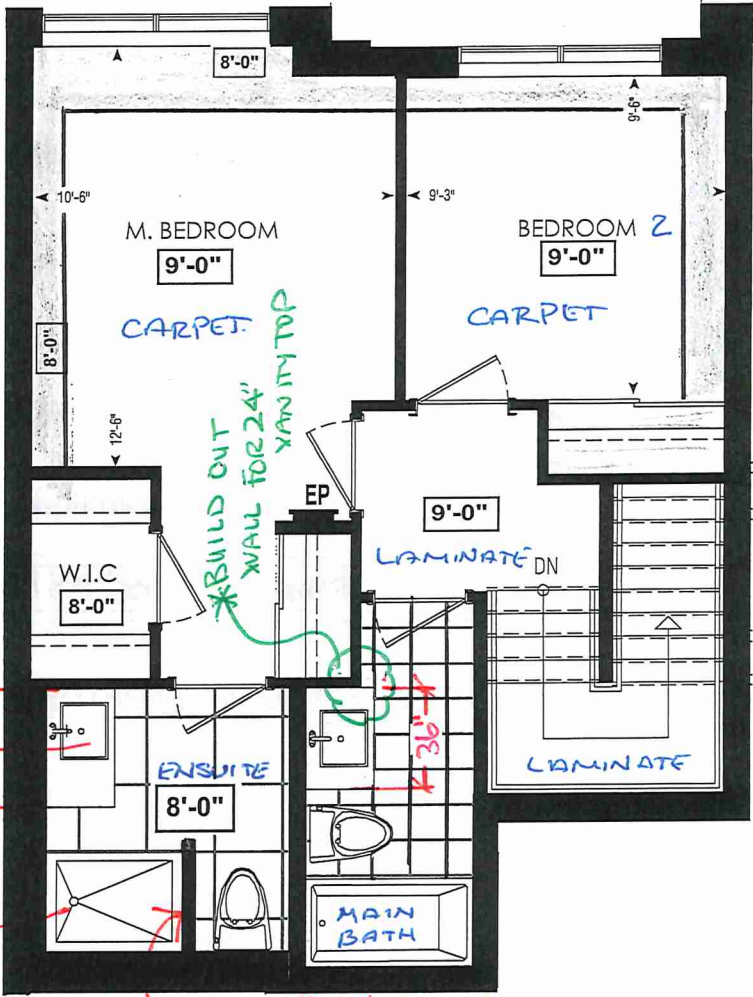 8'-0"
9'-6"
10'-6"
9'-3"
M. BEDROOM
9'-0"
BEDROOM 2
9'-0"
CARPET.
CARPET
8'-0"
12'-6"
*BUILD OUT
WALL FOR 24"
VANITY TOP
EP
9'-0"
LAMINATE
DN
W.I.C
8'-0"
36"
ENSUITE
8'-0"
LAMINATE
MAIN
BATH